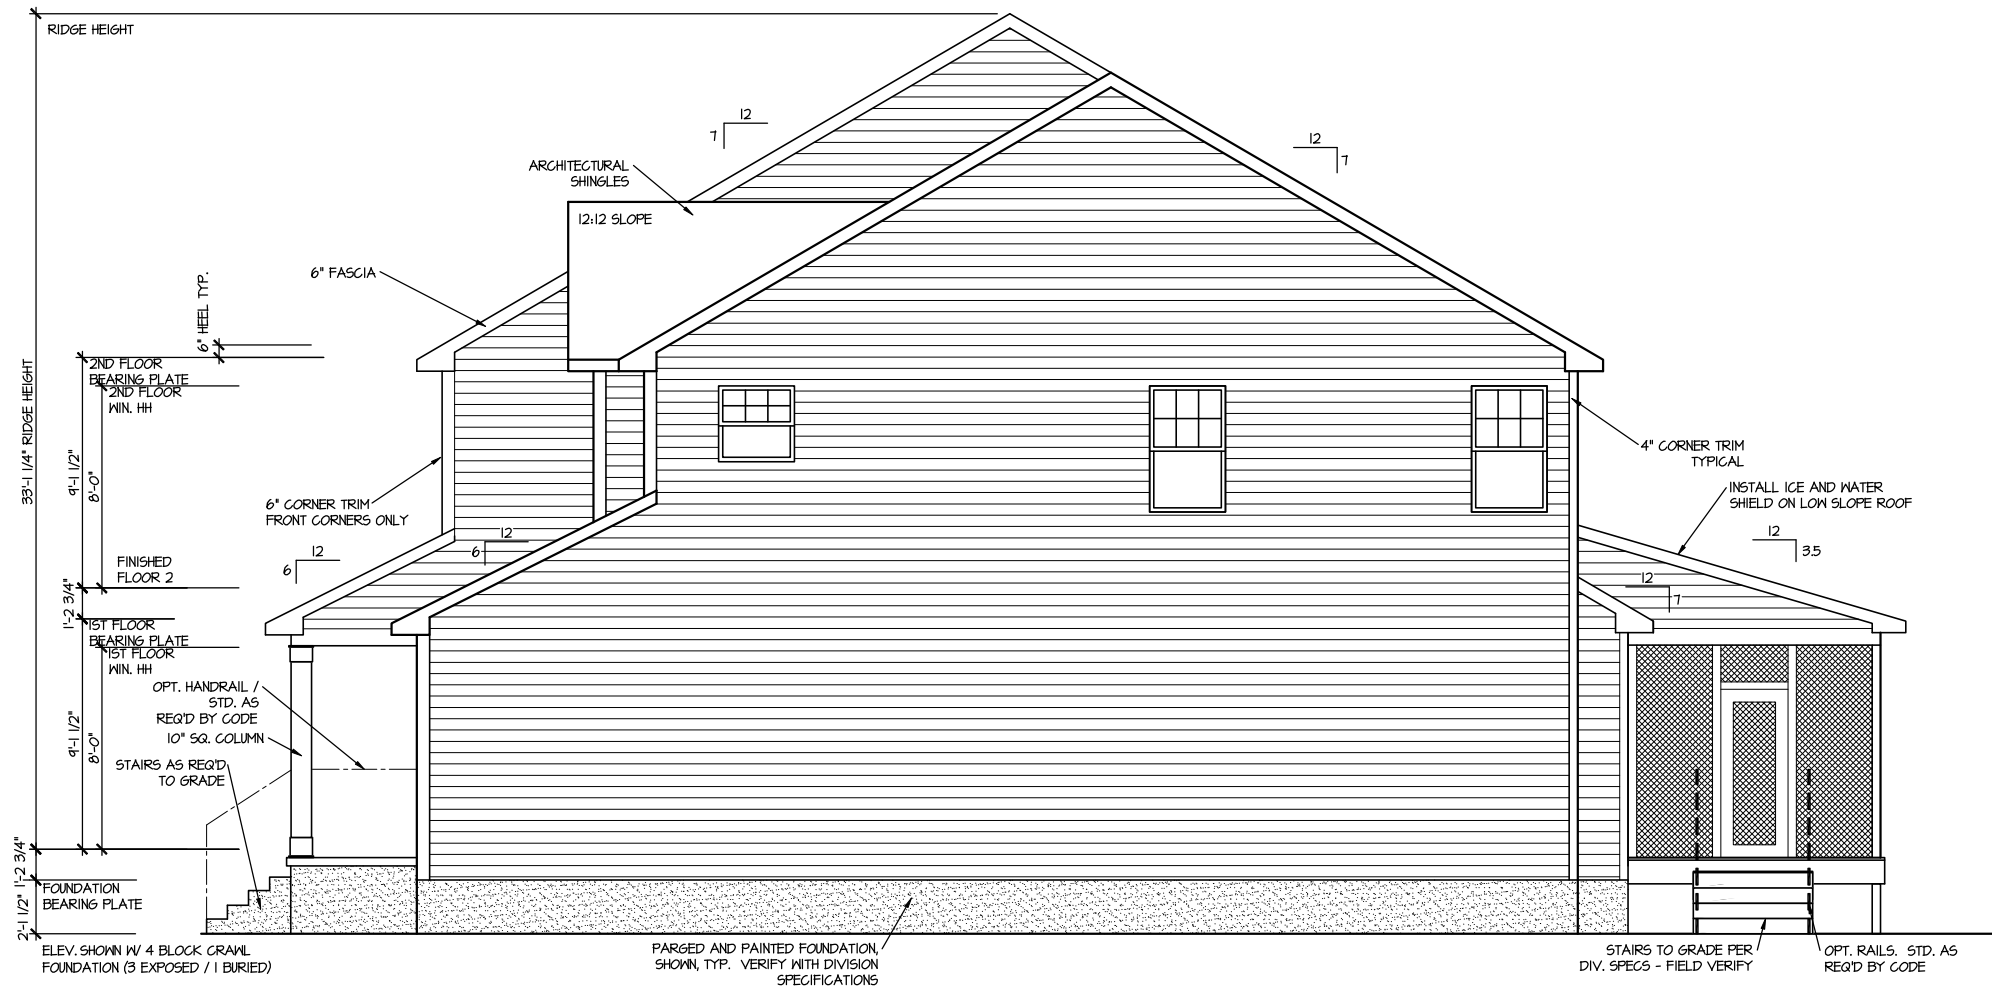 RIDGE HEIGHT
12
7
12
7
ARCHITECTURAL
SHINGLES
12:12 SLOPE
6" FASCIA
6" HEEL TYP.
2ND FLOOR
BEARING PLATE
2ND FLOOR
WIN. HH
33'-1 1/4" RIDGE HEIGHT
9'-1 1/2"
8'-0"
6" CORNER TRIM
FRONT CORNERS ONLY
4" CORNER TRIM
TYPICAL
INSTALL ICE AND WATER
SHIELD ON LOW SLOPE ROOF
12
3.5
12
7
12
6
12
6
FINISHED
FLOOR 2
1'-2 3/4"
1ST FLOOR
BEARING PLATE
1ST FLOOR
WIN. HH
OPT. HANDRAIL /
STD. AS
REQ'D BY CODE
10" SQ. COLUMN
STAIRS AS REQ'D
TO GRADE
9'-1 1/2"
8'-0"
1'-2 3/4"
2'-1 1/2"
FOUNDATION
BEARING PLATE
ELEV. SHOWN W/ 4 BLOCK CRAWL
FOUNDATION (3 EXPOSED / 1 BURIED)
PARGED AND PAINTED FOUNDATION,
SHOWN, TYP. VERIFY WITH DIVISION
SPECIFICATIONS
STAIRS TO GRADE PER
DIV. SPECS - FIELD VERIFY
OPT. RAILS. STD. AS
REQ'D BY CODE